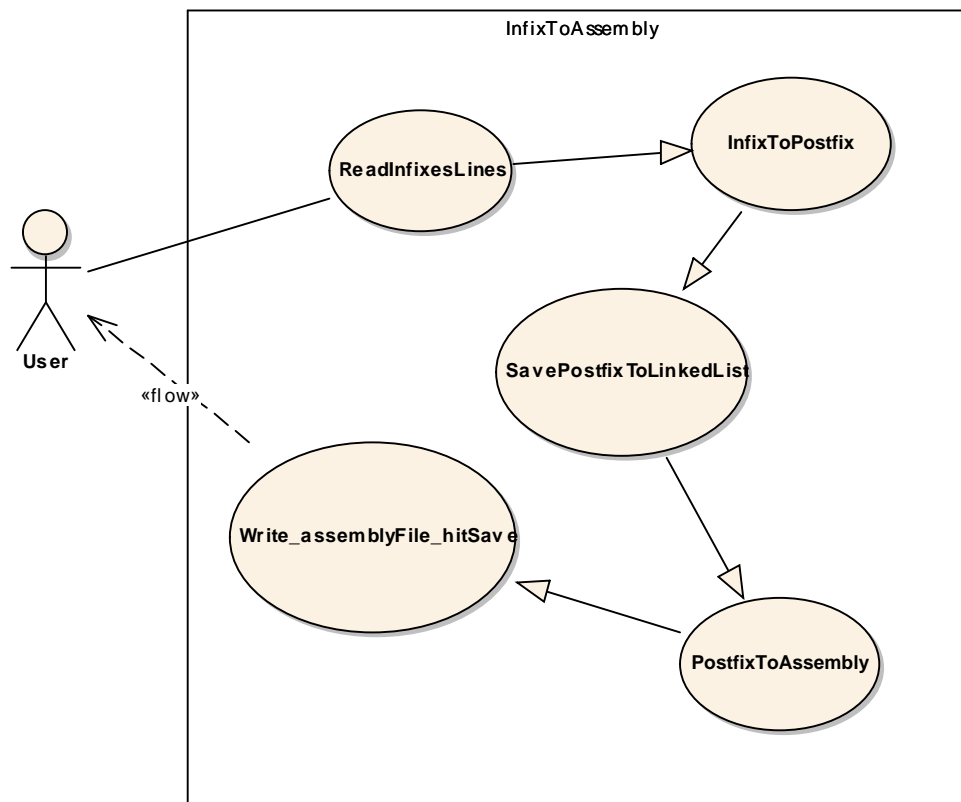 InfixToAssembly
ReadInfixesLines
InfixToPostfix
User
SavePostfixToLinkedList
«flow»
Write_assemblyFile_hitSave
PostfixToAssembly